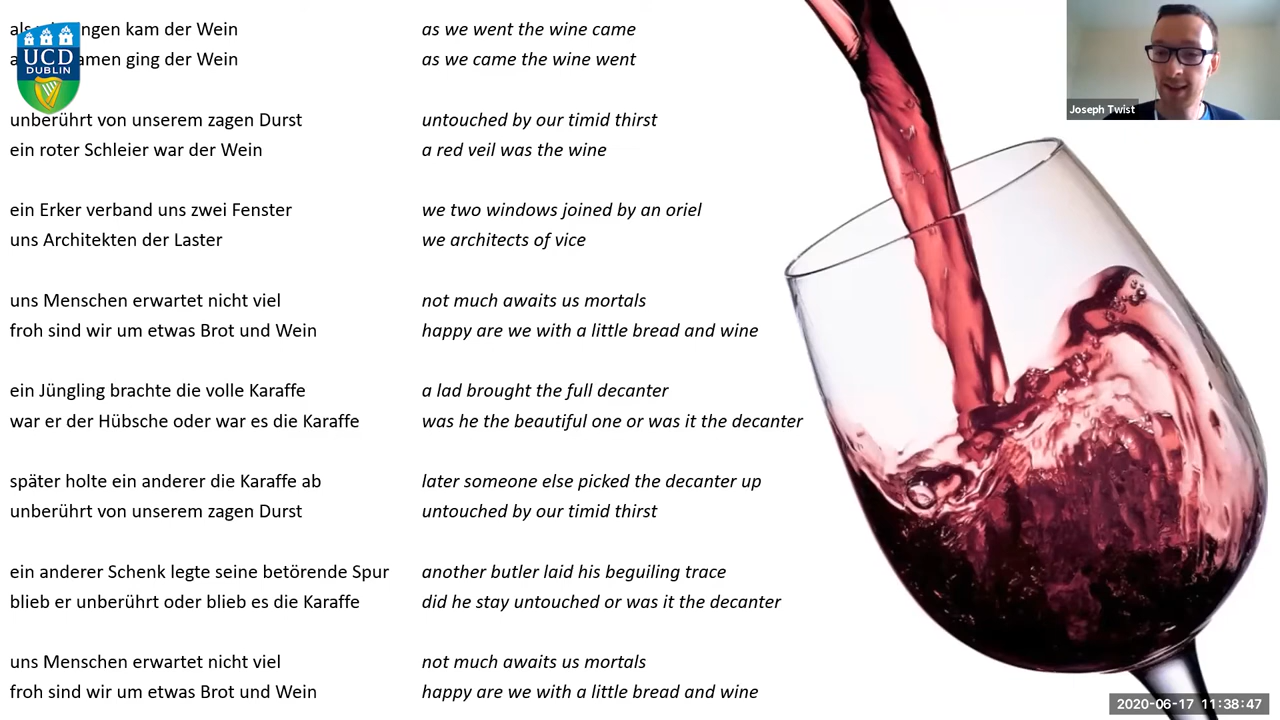 als ngen kam der Wein
amen ging der Wein
unberührt von unserem zagen Durst
ein roter Schleier war der Wein
ein Erker verband uns zwei Fenster
uns Architekten der Laster
uns Menschen erwartet nicht viel
froh sind wir um etwas Brot und Wein
ein Jüngling brachte die volle Karaffe
war er der Hübsche oder war es die Karaffe
später holte ein anderer die Karaffe ab
unberührt von unserem zagen Durst
ein anderer Schenk legte seine betörende Spur
blieb er unberührt oder blieb es die Karaffe
uns Menschen erwartet nicht viel
froh sind wir um etwas Brot und Wein
as we went the wine came
as we came the wine went
untouched by our timid thirst
a red veil was the wine
we two windows joined by an oriel
we architects of vice
not much awaits us mortals
happy are we with a little bread and wine
a lad brought the full decanter
was he the beautiful one or was it the decanter
later someone else picked the decanter up
untouched by our timid thirst
another butler laid his beguiling trace
did he stay untouched or was it the decanter
not much awaits us mortals
happy are we with a little bread and wine
UCD
DUBLIN
Joseph Twist
2020-06-17 11:38:47